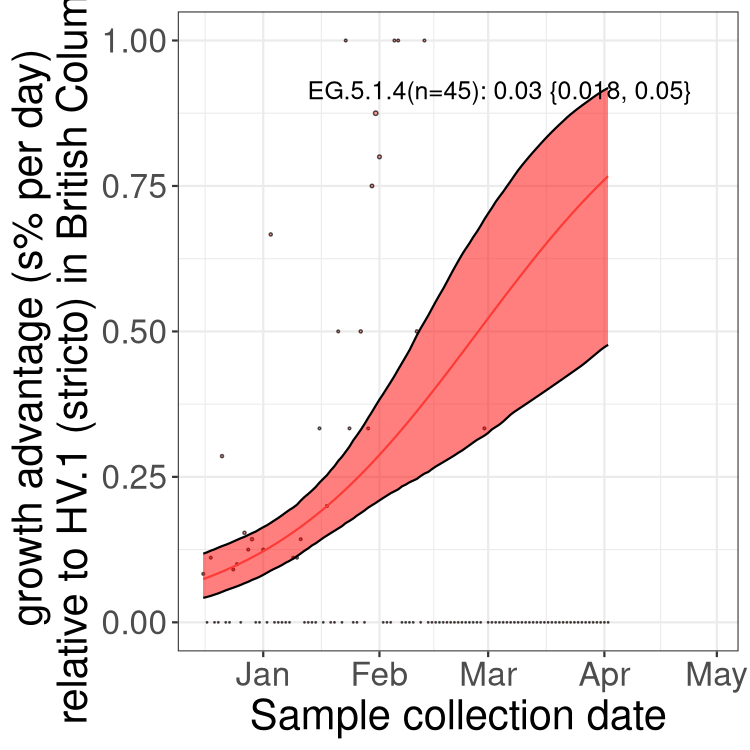 growth advantage (s% per day)
relative to HV.1 (stricto) in British Colum
1.00
0.75
0.50
0.25
0.00
EG.5.1.4(n=45): 0.03 {0.018, 0.05}
Jan Feb Mar Apr May
Sample collection date